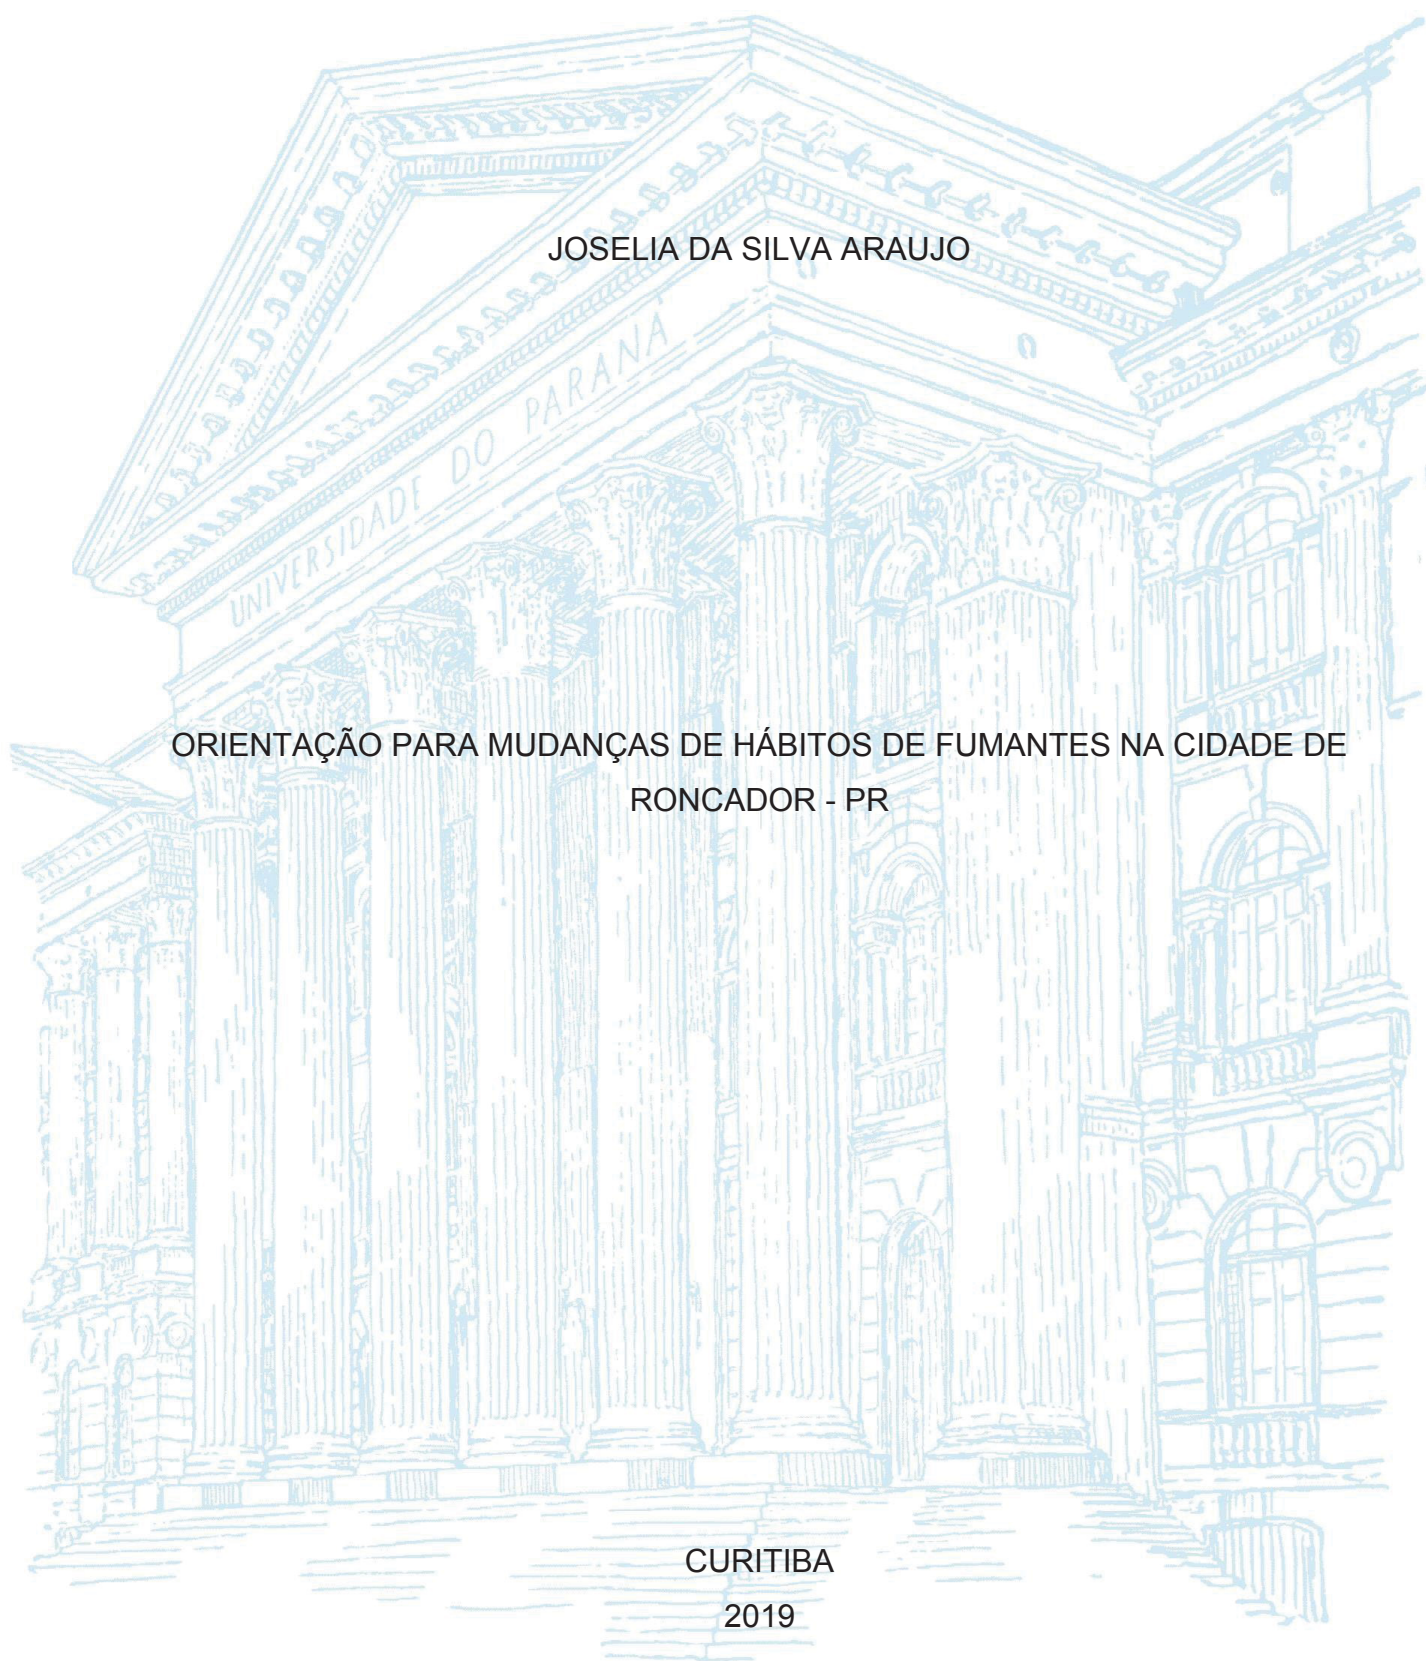 JOSELIA DA SILVA ARAUJO
UNIVERSIDADE DO PARANÁ
ORIENTAÇÃO PARA MUDANÇAS DE HÁBITOS DE FUMANTES NA CIDADE DE
RONCADOR - PR
CURITIBA
2019